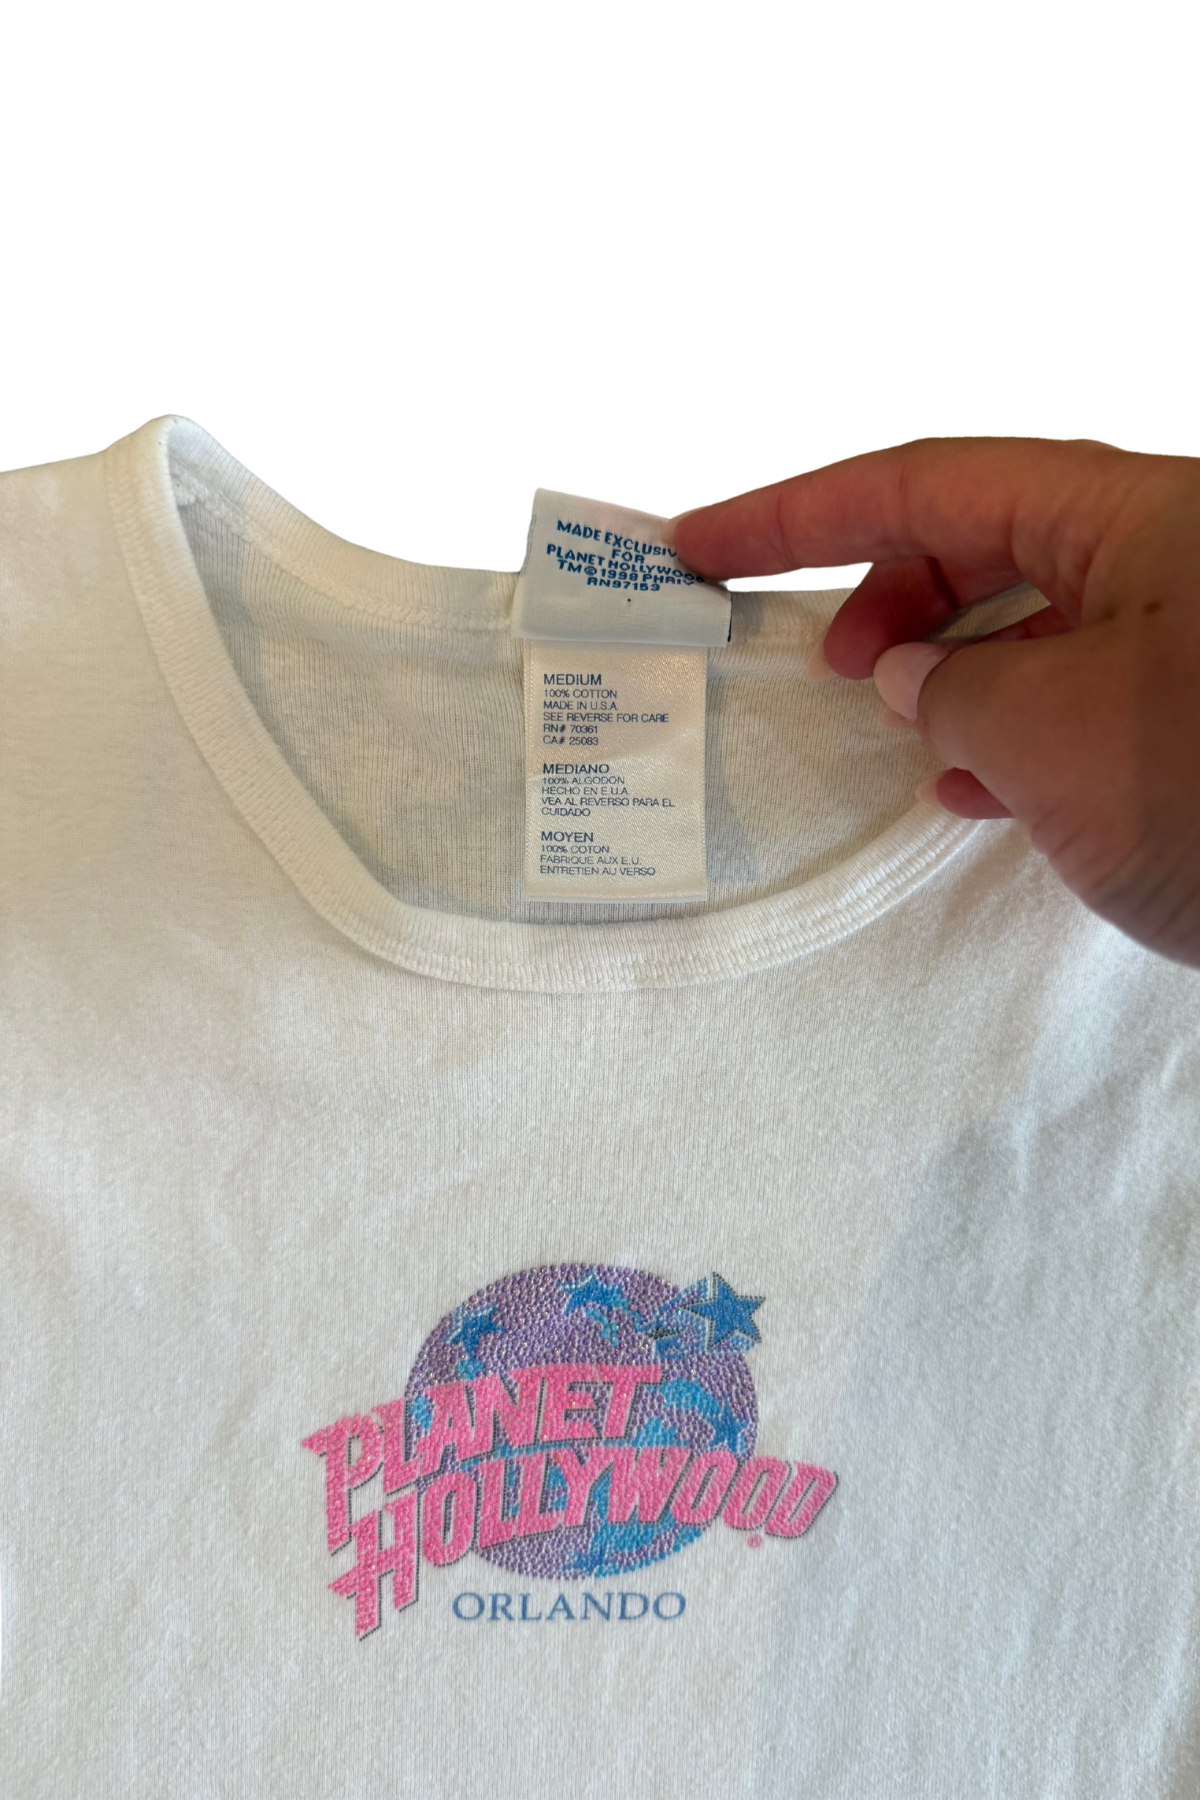 MADE EXCLUSIV
FOR
PLANET HOLLYWOO
TM©1998 PHRIV
RN97153
MEDIUM
100% COTTON
MADE IN U.S.A.
SEE REVERSE FOR CARE
RN# 70361
CA# 25083
MEDIANO
100% ALGODON
HECHO EN E.U.A.
VEA AL REVERSO PARA EL
CUIDADO
MOYEN
100% COTON
FABRIQUE AUX E.U.
ENTRETIEN AU VERSO
PLANET
HOLLYWOOD®
ORLANDO